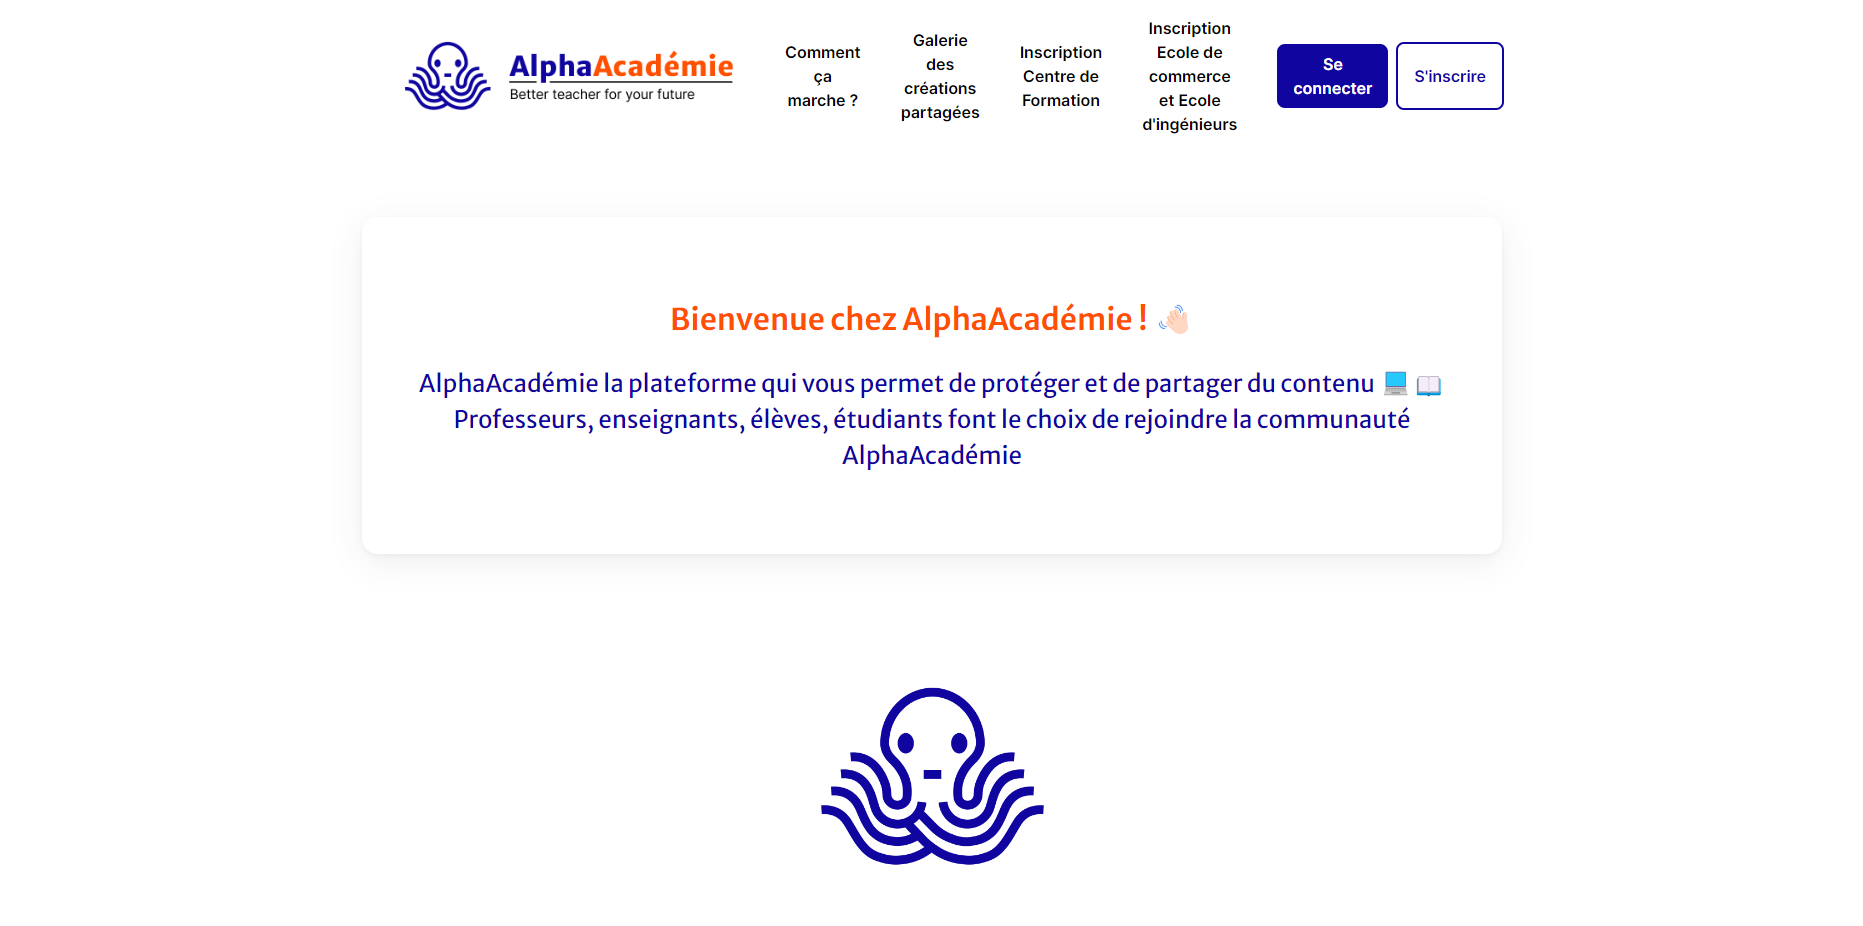 AlphaAcadémie
Better teacher for your future
Comment
ça
marche ?
Galerie
des
créations
partagées
Inscription
Centre de
Formation
Inscription
Ecole de
commerce
et Ecole
d'ingénieurs
Se
connecter
S'inscrire
Bienvenue chez AlphaAcadémie ! 👋🏻
AlphaAcadémie la plateforme qui vous permet de protéger et de partager du contenu 💻 📖
Professeurs, enseignants, élèves, étudiants font le choix de rejoindre la communauté
AlphaAcadémie